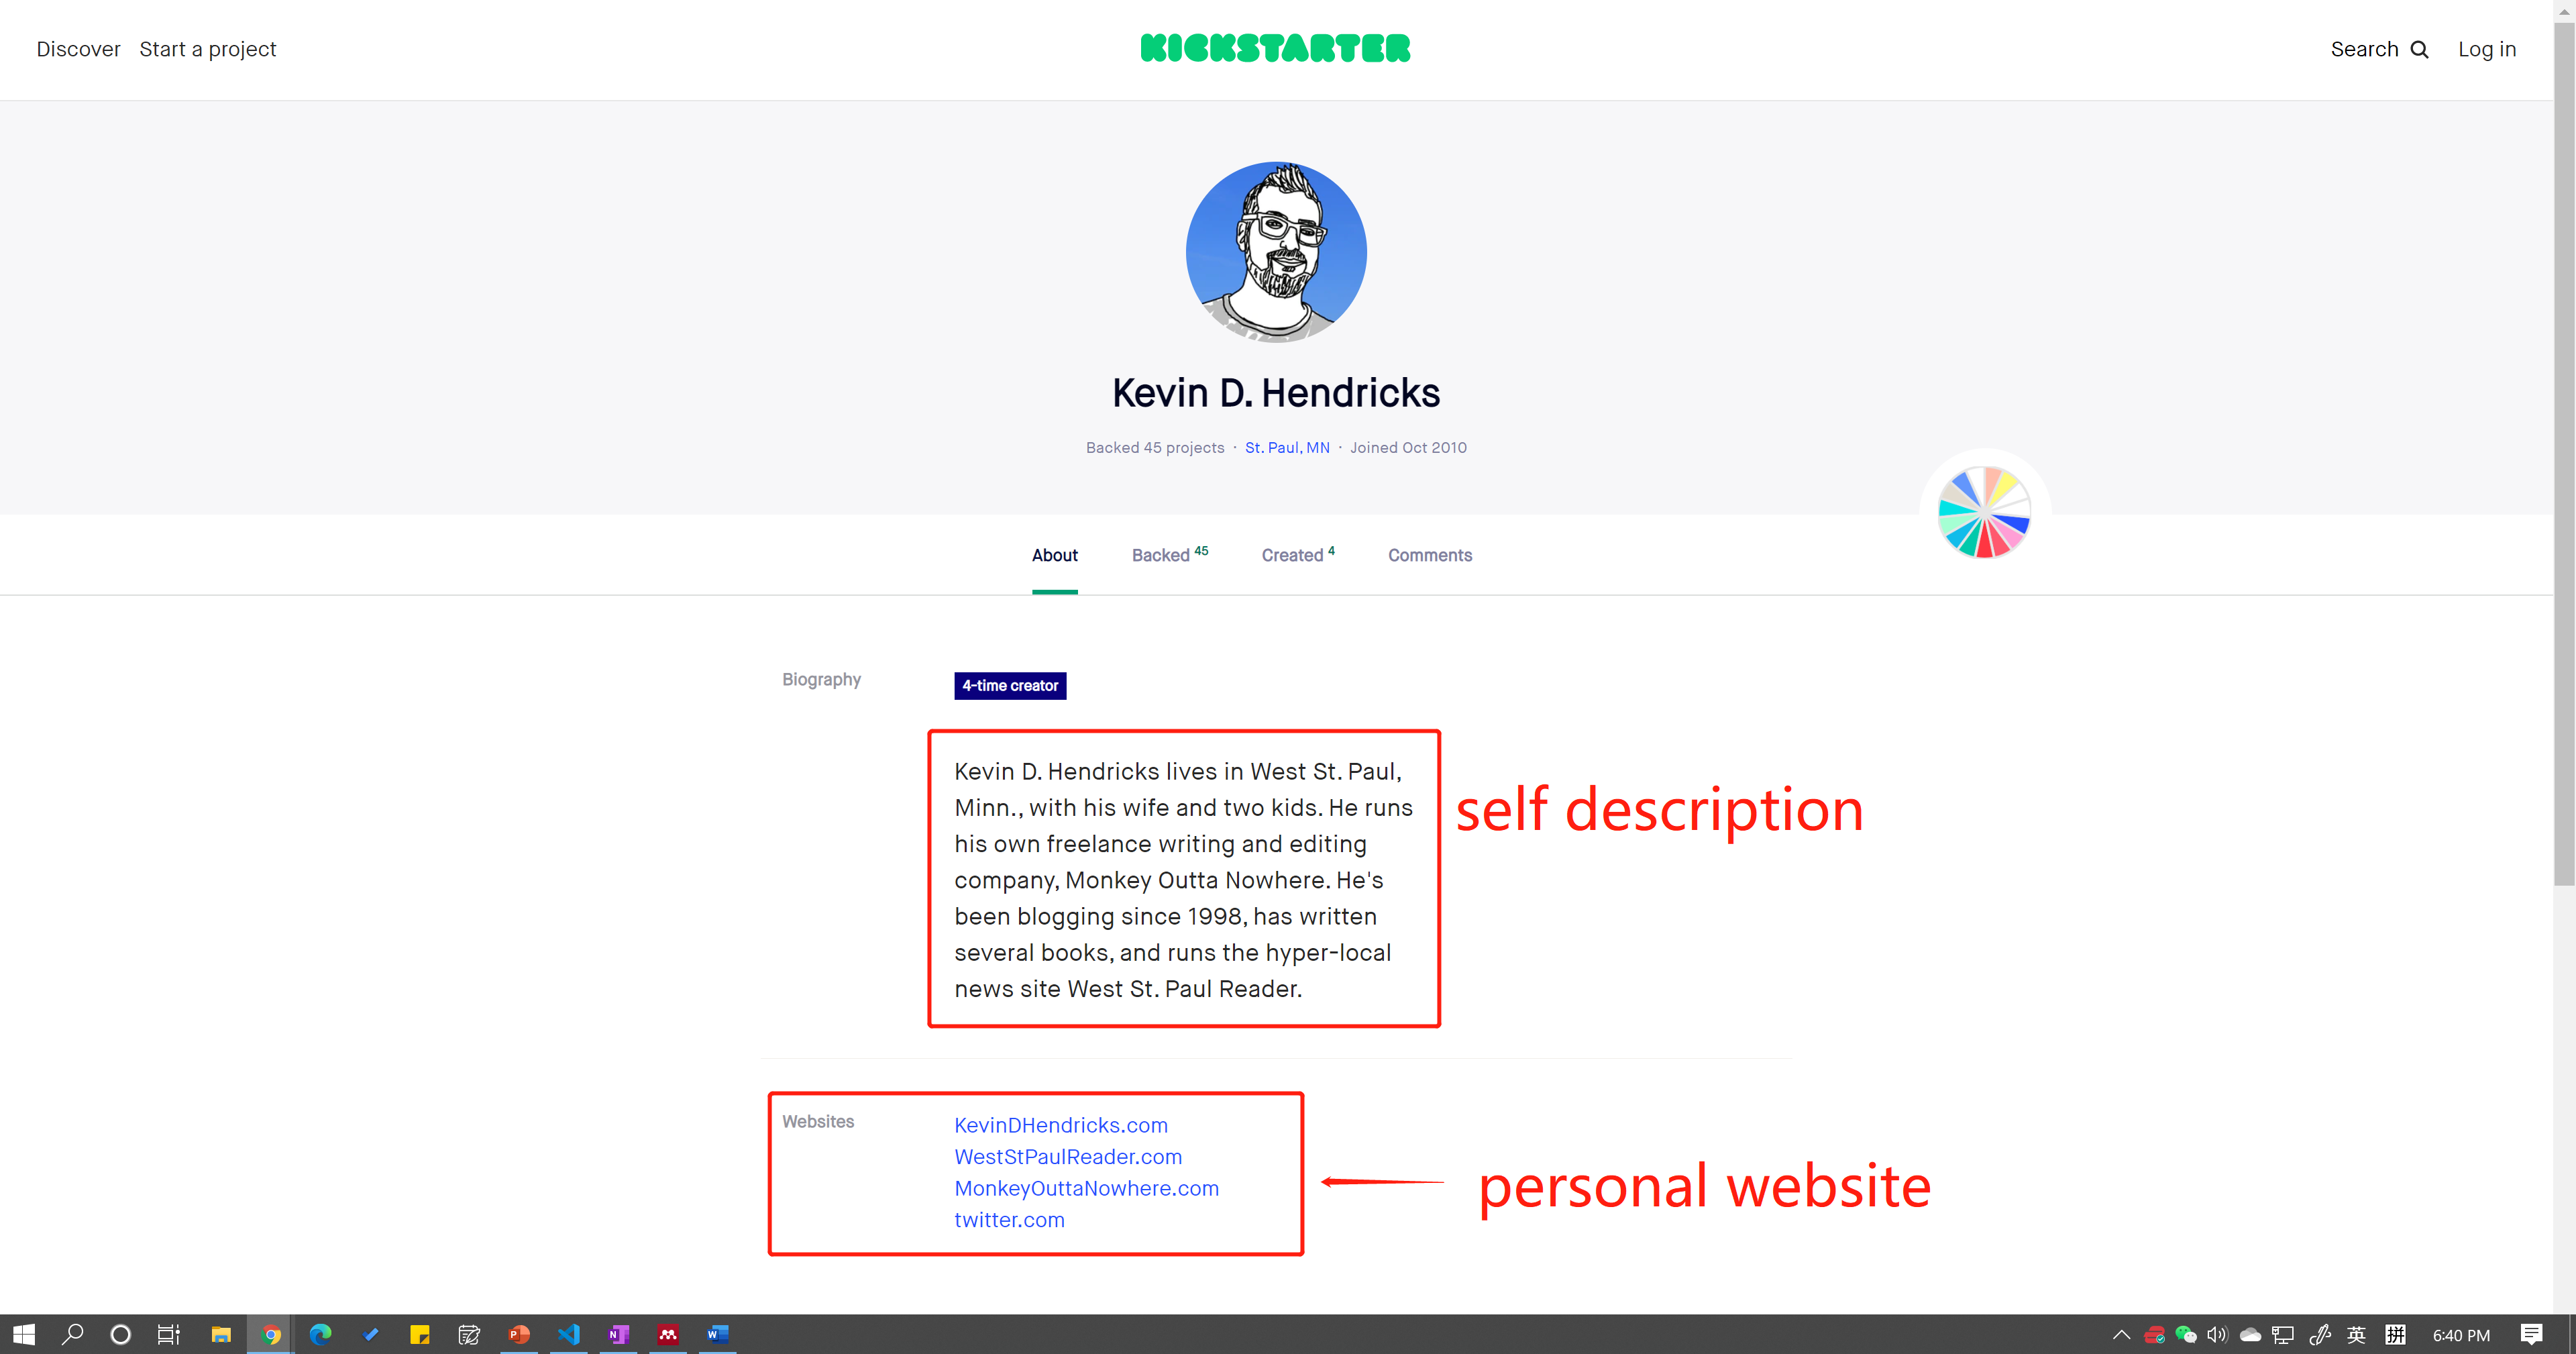 Discover Start a project KICKSTARTER Search Log in
Kevin D. Hendricks
Backed 45 projects · St. Paul, MN · Joined Oct 2010
About Backed 45 Created 4 Comments
Biography 4-time creator
Kevin D. Hendricks lives in West St. Paul,
Minn., with his wife and two kids. He runs
his own freelance writing and editing
company, Monkey Outta Nowhere. He's
been blogging since 1998, has written
several books, and runs the hyper-local
news site West St. Paul Reader.
self description
Websites KevinDHendricks.com
WestStPaulReader.com
MonkeyOuttaNowhere.com
twitter.com
personal website
P N W 英 拼 6:40 PM